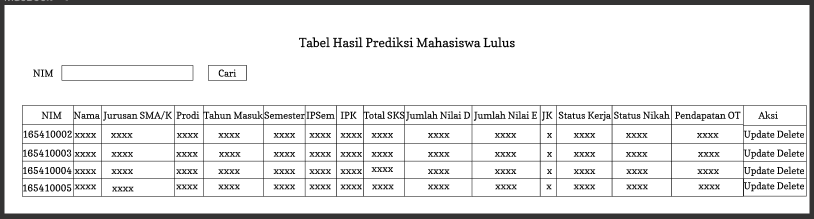 Tabel Hasil Prediksi Mahasiswa Lulus
NIM Cari
NIM Nama Jurusan SMA/K Prodi Tahun Masuk Semester IPSem IPK Total SKS Jumlah Nilai D Jumlah Nilai E JK Status Kerja Status Nikah Pendapatan OT Aksi
165410002 xxxx xxxx xxxx xxxx xxxx xxxx xxxx xxxx xxxx xxxx x xxxx xxxx xxxx Update Delete
165410003 xxxx xxxx xxxx xxxx xxxx xxxx xxxx xxxx xxxx xxxx x xxxx xxxx xxxx Update Delete
165410004 xxxx xxxx xxxx xxxx xxxx xxxx xxxx xxxx xxxx xxxx x xxxx xxxx xxxx Update Delete
165410005 xxxx xxxx xxxx xxxx xxxx xxxx xxxx xxxx xxxx xxxx x xxxx xxxx xxxx Update Delete